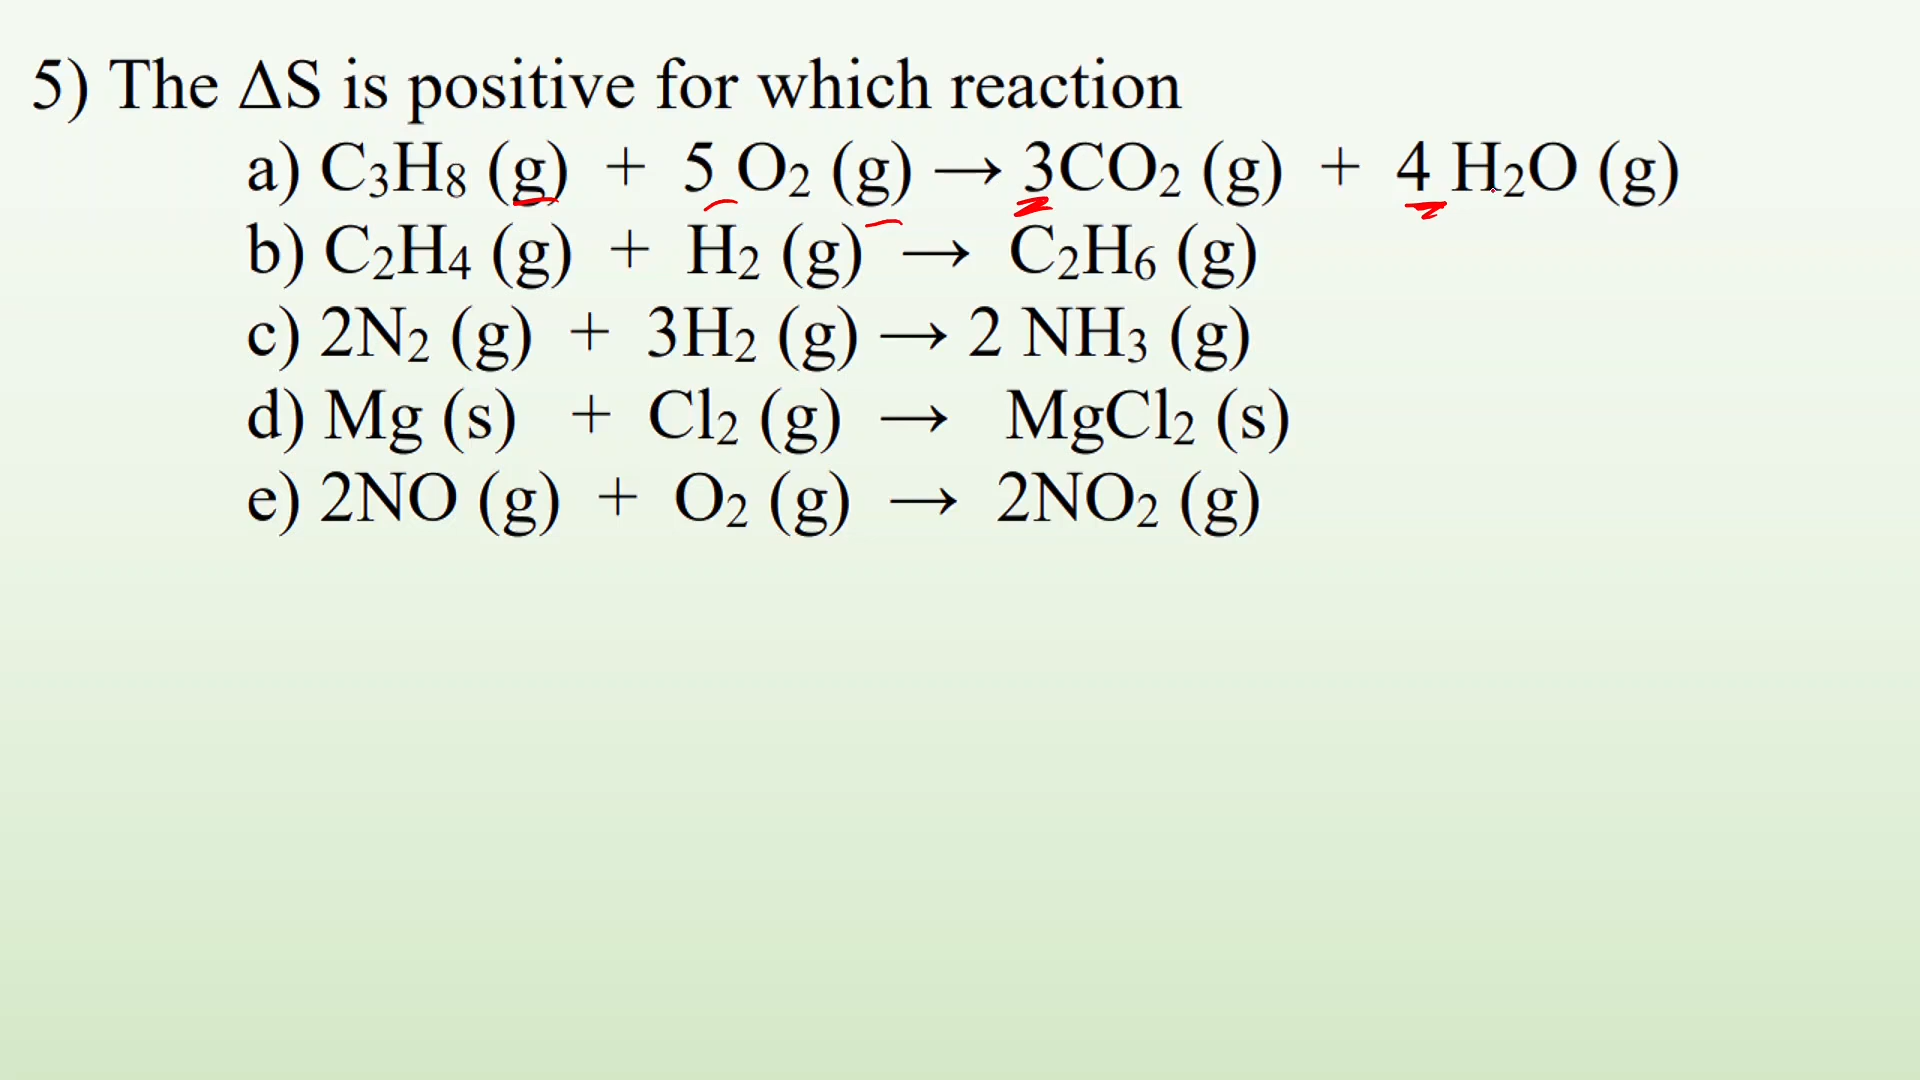 5) The ΔS is positive for which reaction
a) C₃H₈ (g) + 5 O₂ (g) → 3CO₂ (g) + 4 H₂O (g)
b) C₂H₄ (g) + H₂ (g) → C₂H₆ (g)
c) 2N₂ (g) + 3H₂ (g) → 2 NH₃ (g)
d) Mg (s) + Cl₂ (g) → MgCl₂ (s)
e) 2NO (g) + O₂ (g) → 2NO₂ (g)